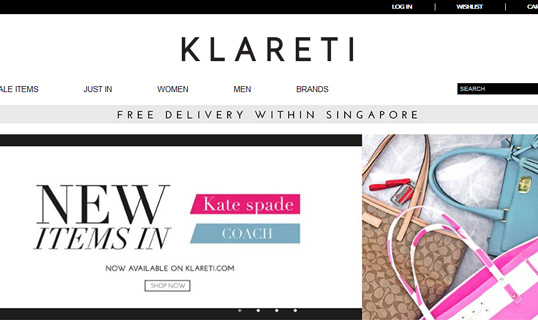 LOG IN | WISHLIST | CAR
KLARETI
ALE ITEMS JUST IN WOMEN MEN BRANDS SEARCH
FREE DELIVERY WITHIN SINGAPORE
NEW
ITEMS IN
Kate spade
COACH
NOW AVAILABLE ON KLARETI.COM
SHOP NOW